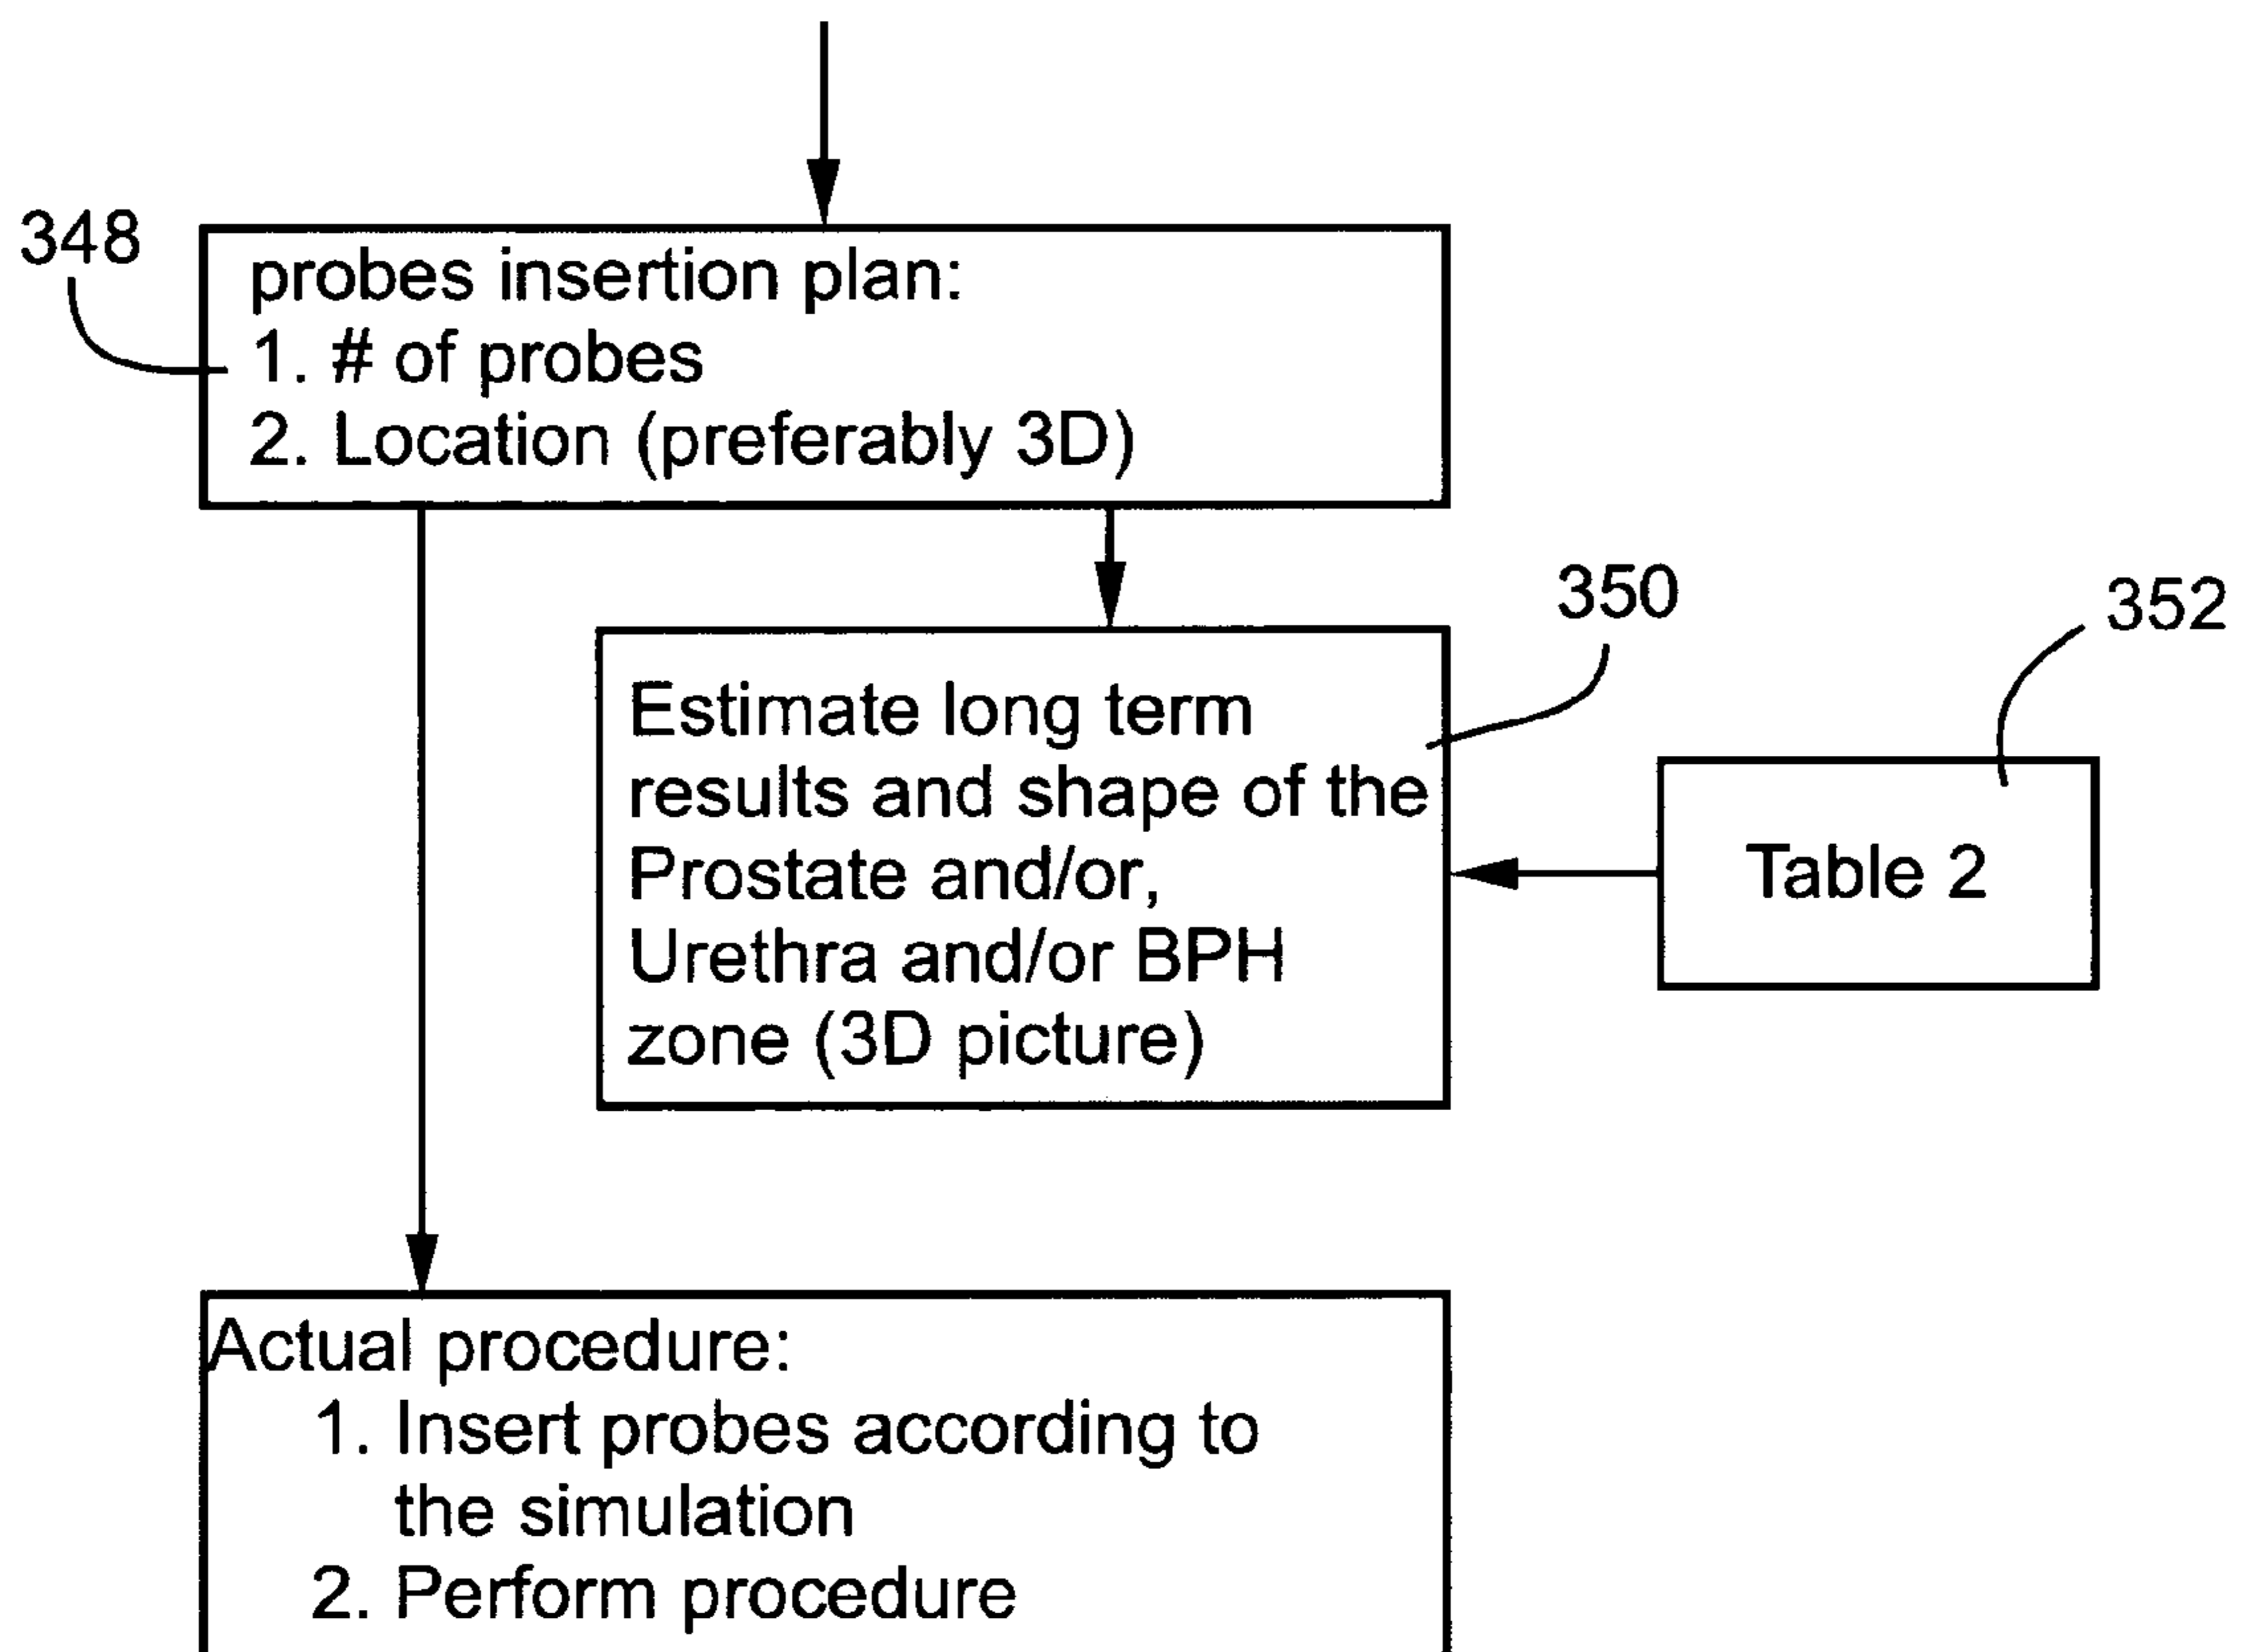 348
probes insertion plan:
1. # of probes
2. Location (preferably 3D)
350
352
Estimate long term
results and shape of the
Prostate and/or,
Urethra and/or BPH
zone (3D picture)
Table 2
Actual procedure:
1. Insert probes according to
the simulation
2. Perform procedure